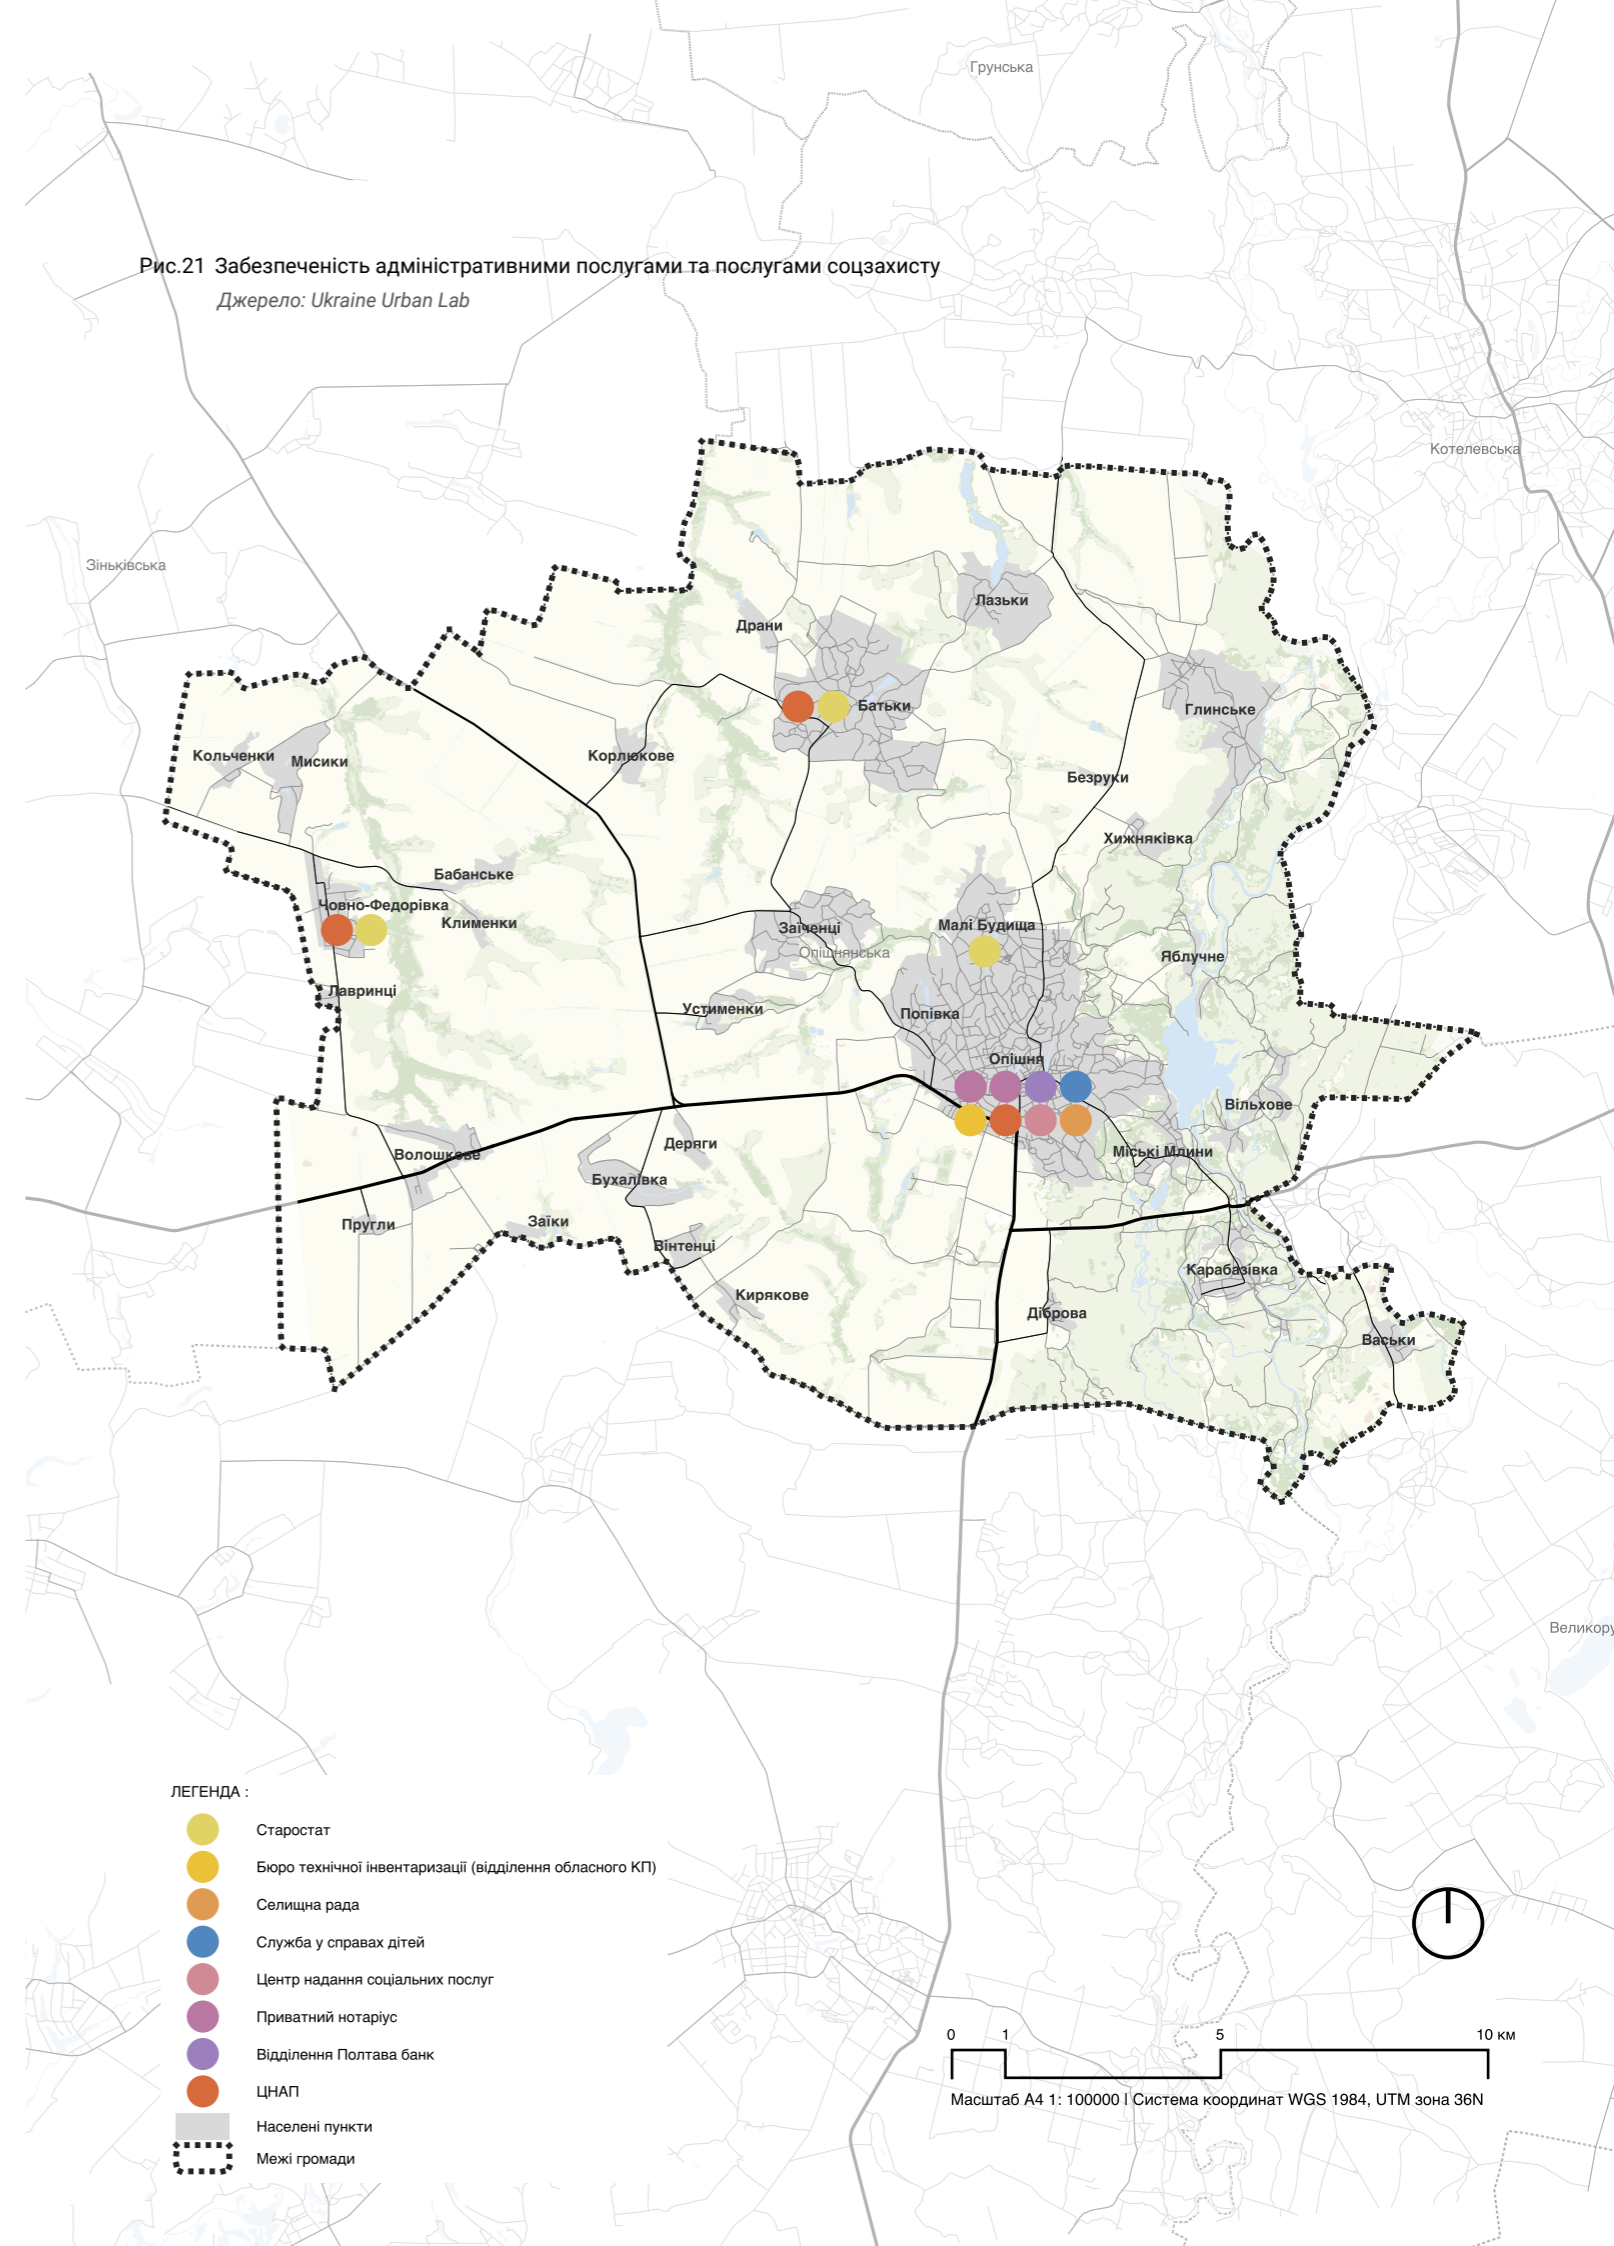 Грунська
Рис.21 Забезпеченість адміністративними послугами та послугами соцзахисту
Джерело: Ukraine Urban Lab
Котелевська
Зіньківська
Лазьки
Драни
Батьки
Глинське
Кольченки
Мисики
Корлюкове
Безруки
Хижняківка
Бабанське
Човно-Федорівка
Клименки
Заїченці
Малі Будища
Опішнянська
Яблучне
Лавринці
Устименки
Попівка
Опішня
Вільхове
Деряги
Волошкове
Міські Млини
Бухалівка
Пругли
Заїки
Вінтенці
Карабазівка
Кирякове
Діброва
Васьки
Великору
ЛЕГЕНДА :
Старостат
Бюро технічної інвентаризації (відділення обласного КП)
Селищна рада
Служба у справах дітей
Центр надання соціальних послуг
Приватний нотаріус
Відділення Полтава банк
ЦНАП
Населені пункти
Межі громади
0 1 5 10 км
Масштаб А4 1: 100000 | Система координат WGS 1984, UTM зона 36N